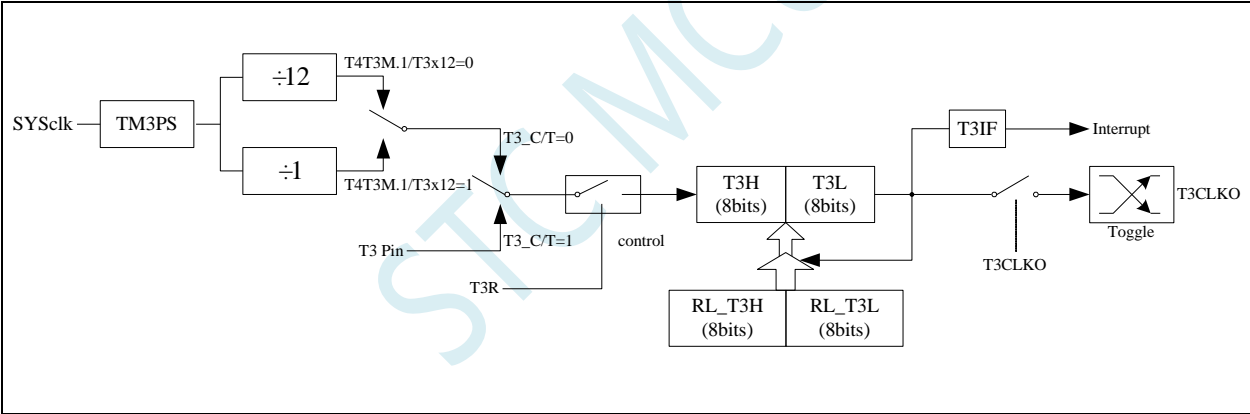 STC MCU
SYSclk
TM3PS
÷12
÷1
T4T3M.1/T3x12=0
T4T3M.1/T3x12=1
T3_C/T=0
T3_C/T=1
T3 Pin
T3R
control
T3H
(8bits)
T3L
(8bits)
RL_T3H
(8bits)
RL_T3L
(8bits)
T3IF
Interrupt
T3CLKO
Toggle
T3CLKO